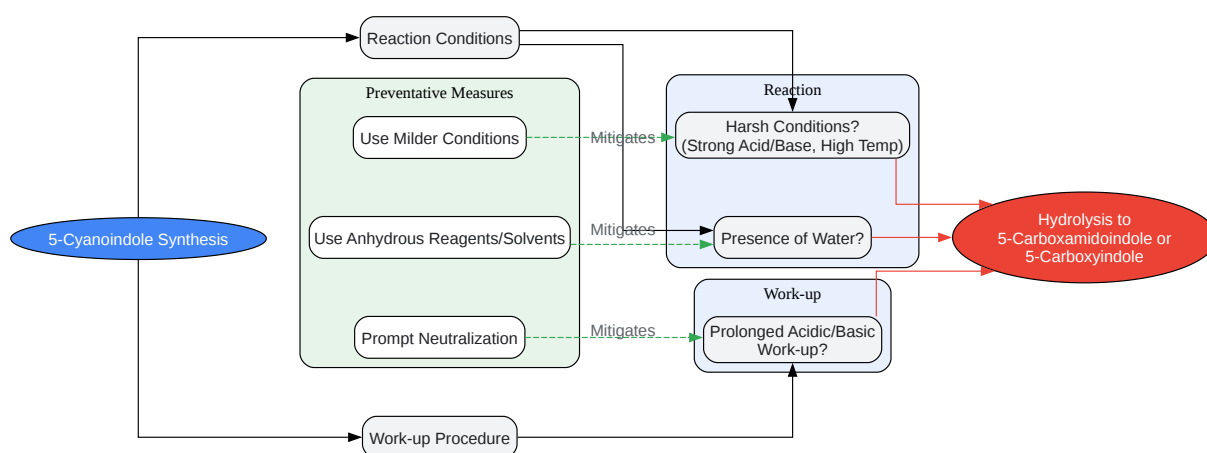 Reaction Conditions
Preventative Measures
Reaction
Use Milder Conditions
Mitigates
Harsh Conditions?
(Strong Acid/Base, High Temp)
5-Cyanoindole Synthesis
Use Anhydrous Reagents/Solvents
Mitigates
Presence of Water?
Hydrolysis to
5-Carboxamidoindole or
5-Carboxyindole
Work-up
Prompt Neutralization
Mitigates
Prolonged Acidic/Basic
Work-up?
Work-up Procedure